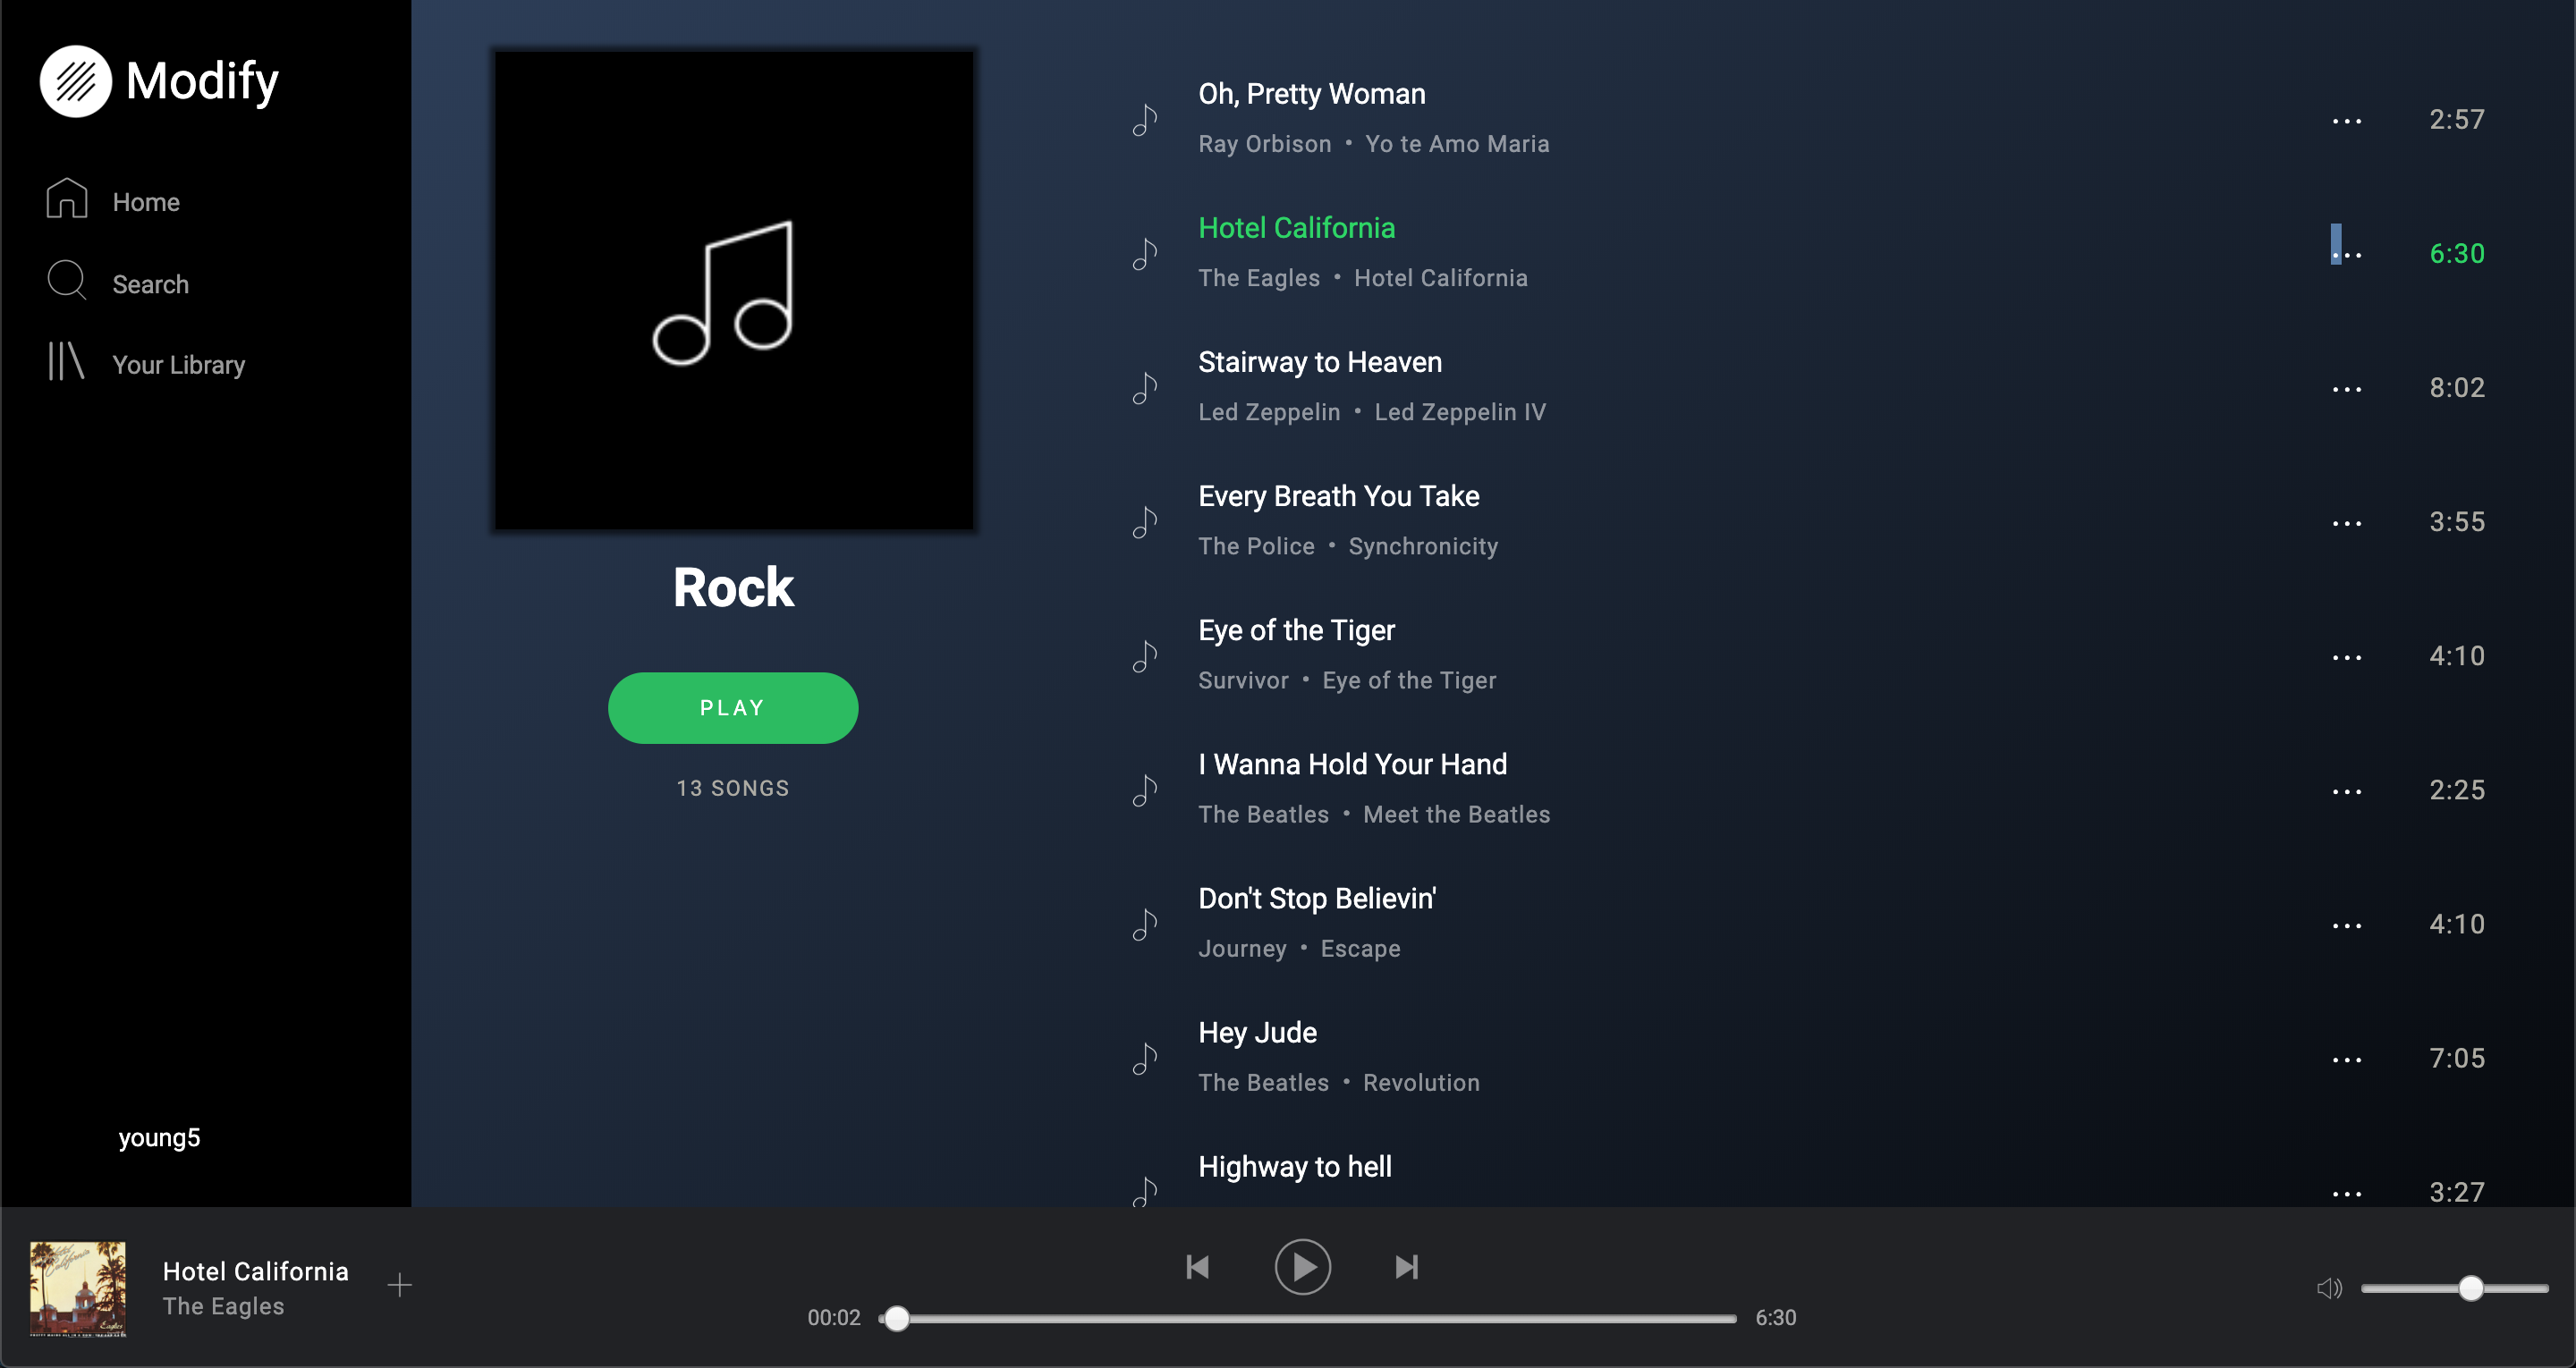 Modify
Home
Search
Your Library
young5
Rock
PLAY
13 SONGS
Oh, Pretty Woman
Ray Orbison • Yo te Amo Maria
... 2:57
Hotel California
The Eagles • Hotel California
... 6:30
Stairway to Heaven
Led Zeppelin • Led Zeppelin IV
... 8:02
Every Breath You Take
The Police • Synchronicity
... 3:55
Eye of the Tiger
Survivor • Eye of the Tiger
... 4:10
I Wanna Hold Your Hand
The Beatles • Meet the Beatles
... 2:25
Don't Stop Believin'
Journey • Escape
... 4:10
Hey Jude
The Beatles • Revolution
... 7:05
Highway to hell
... 3:27
Hotel California
The Eagles
00:02
6:30